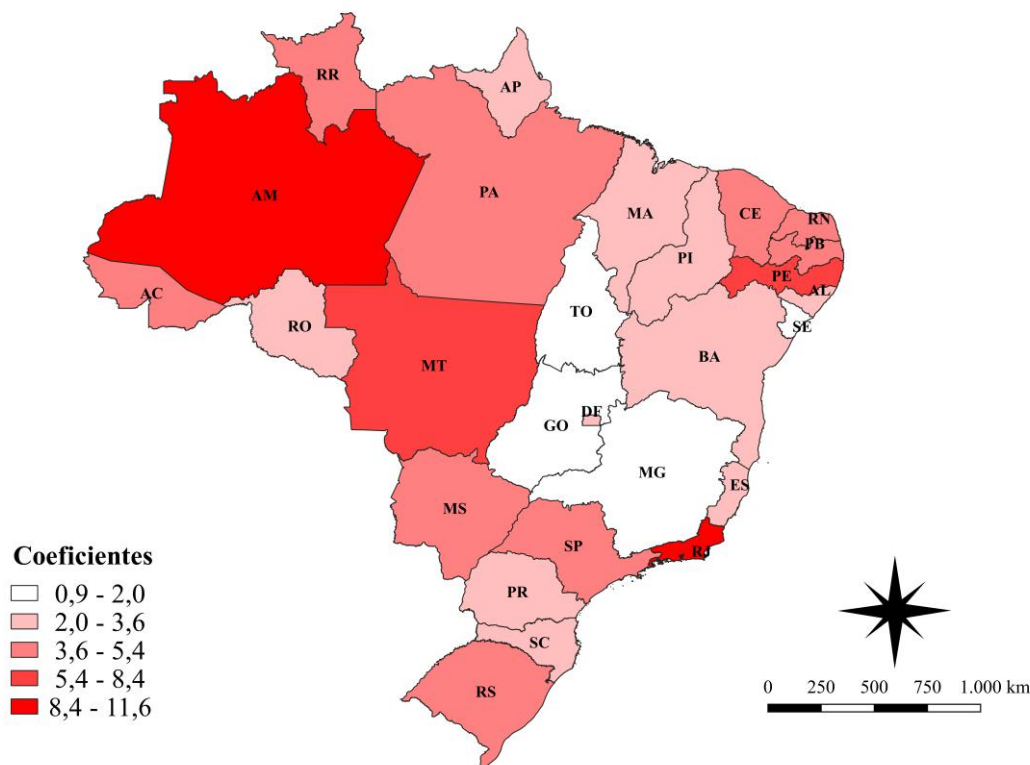 RR
AP
AM
PA
MA
CE
RN
PB
PI
PE
AL
AC
RO
TO
SE
MT
BA
DF
GO
MG
ES
MS
SP
RJ
PR
SC
RS
Coeficientes
0,9 - 2,0
2,0 - 3,6
3,6 - 5,4
5,4 - 8,4
8,4 - 11,6
0 250 500 750 1.000 km